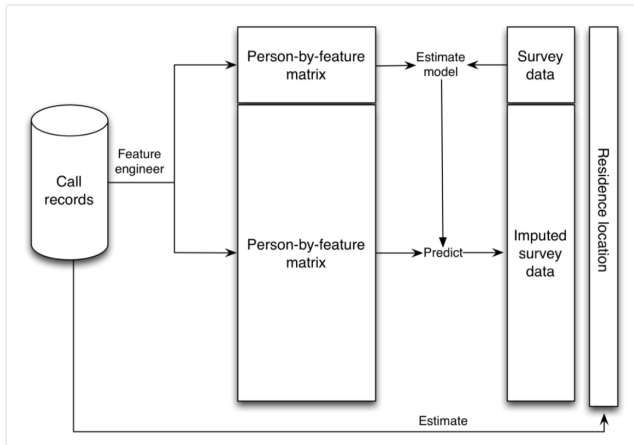 Call
records
Feature
engineer
Person-by-feature
matrix
Estimate
model
Survey
data
Person-by-feature
matrix
Predict
Imputed
survey
data
Residence location
Estimate